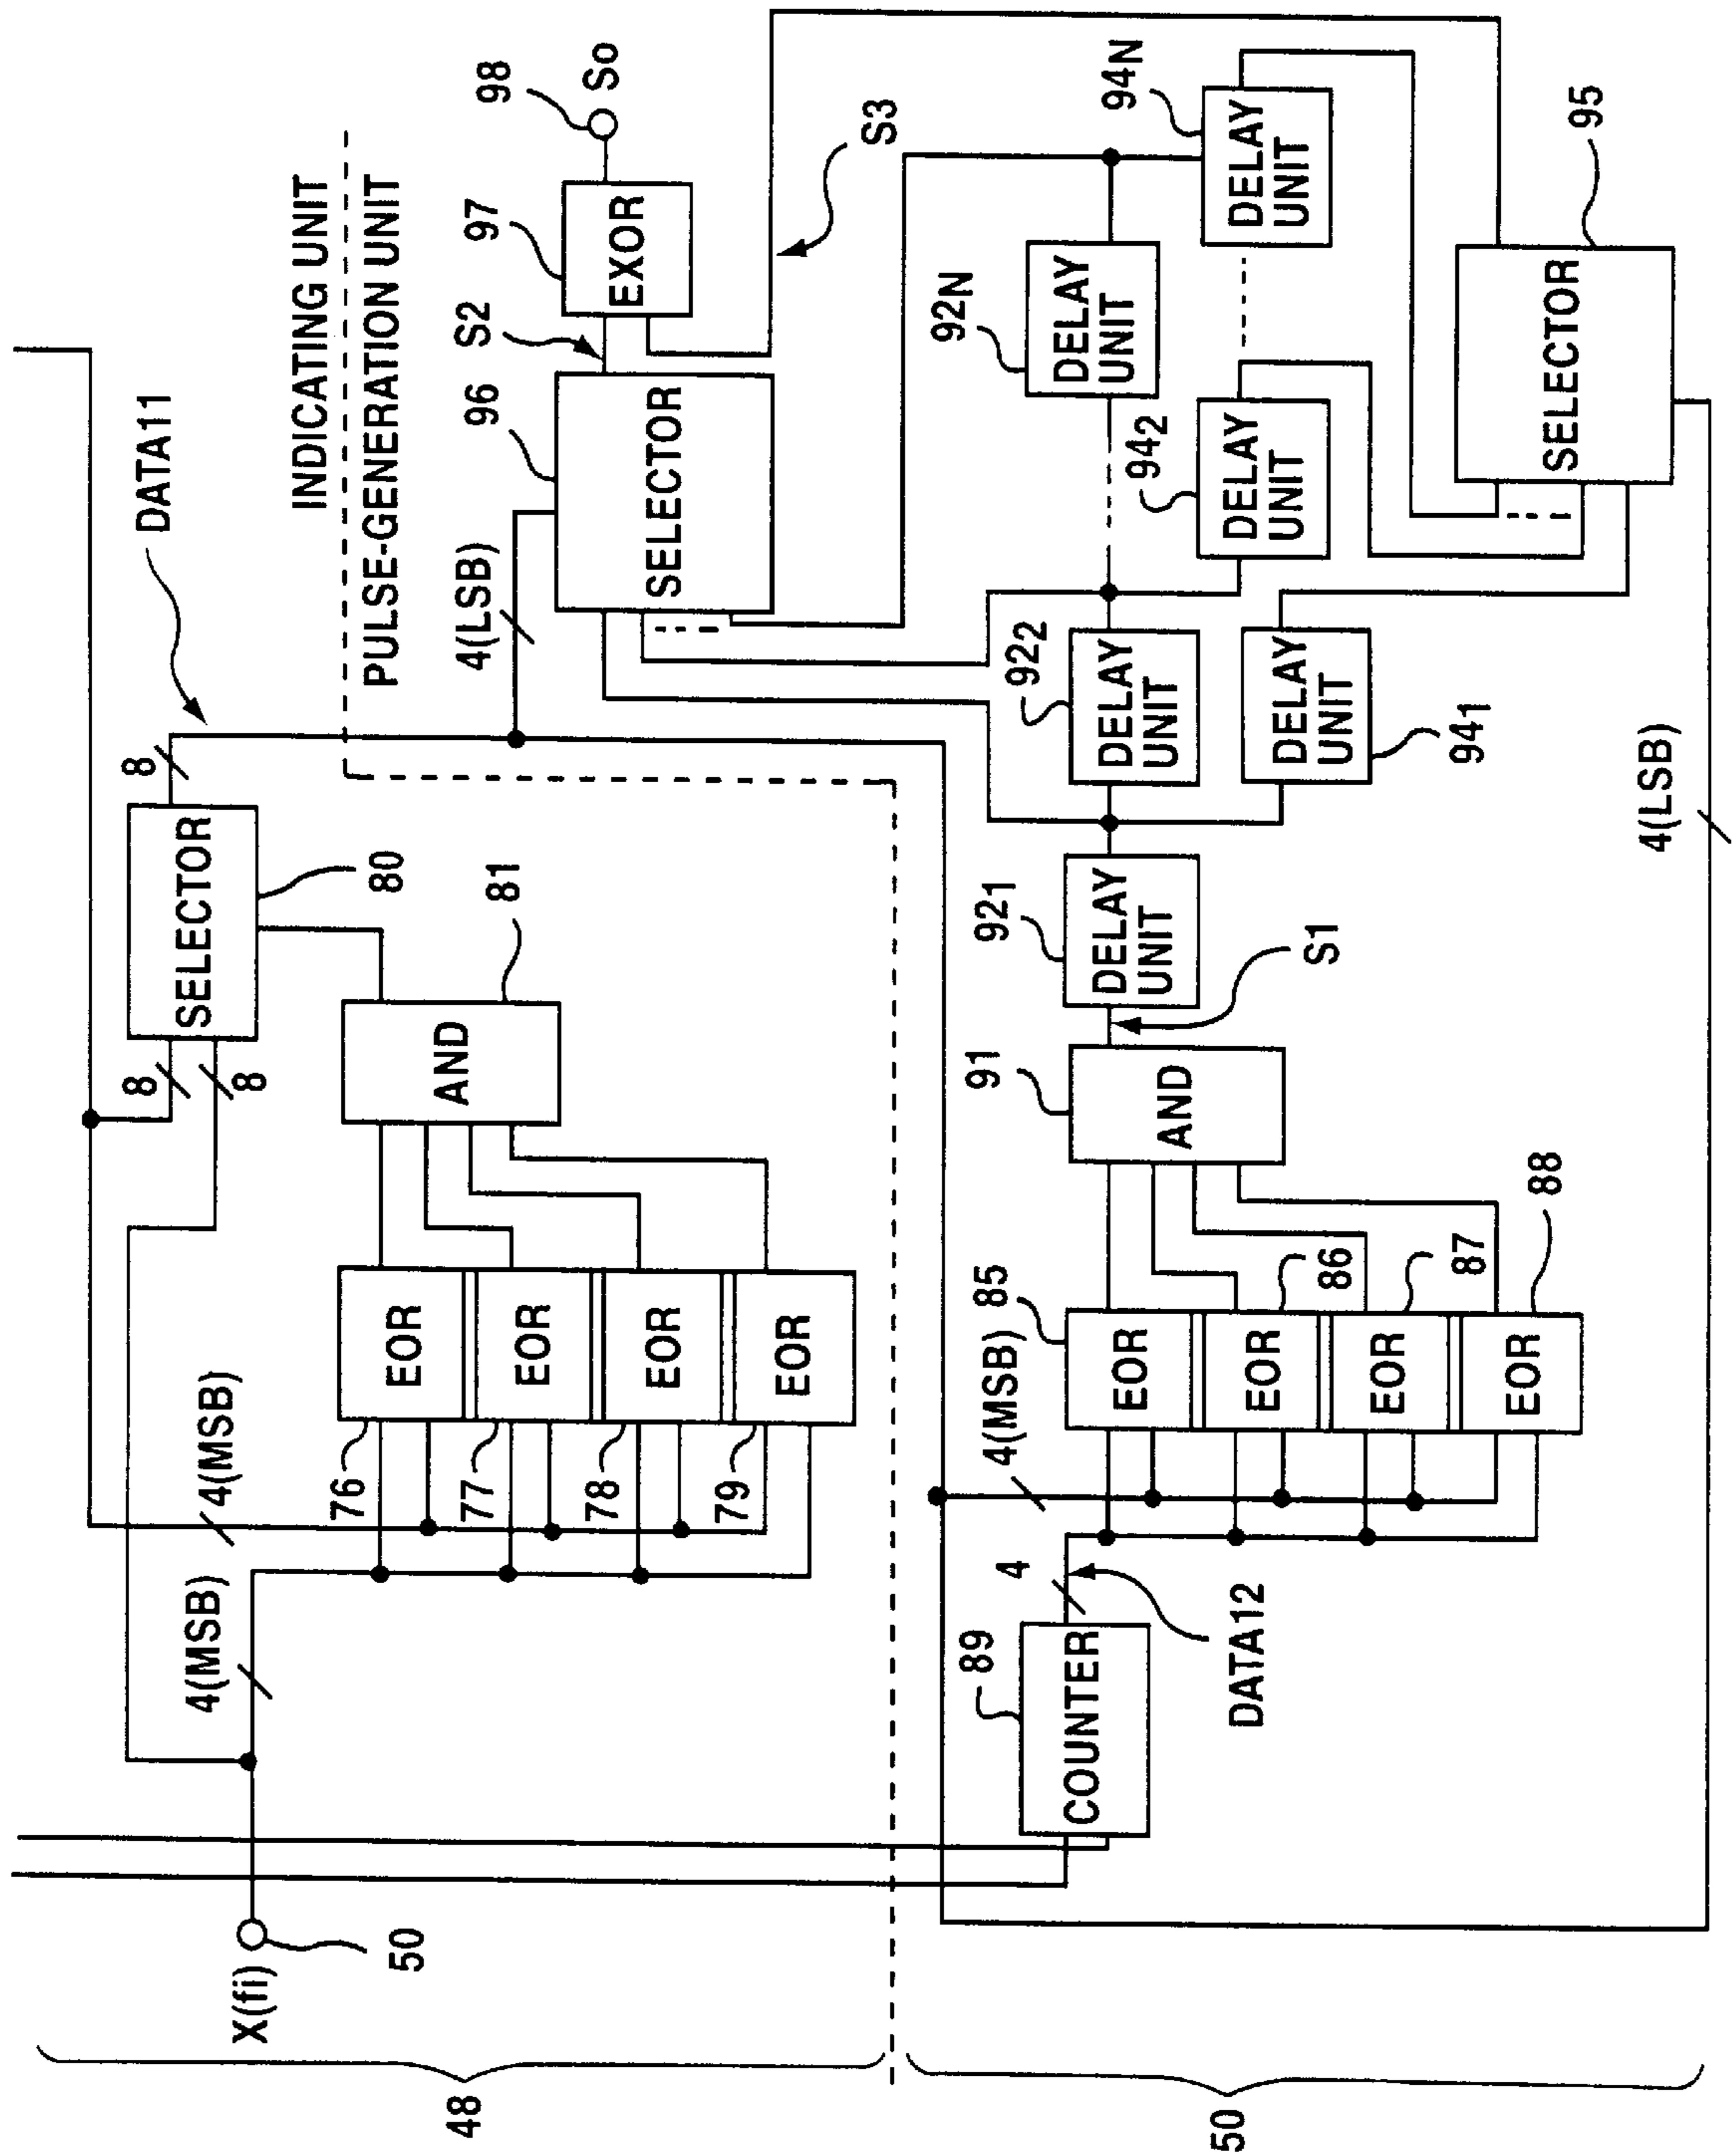 DATA11
INDICATING UNIT
PULSE-GENERATION UNIT
8
8
8
SELECTOR
80
81
AND
4(MSB)
4(MSB)
76
77
78
79
EOR
EOR
EOR
EOR
X(fi)
50
48
98
So
97
EXOR
S2
S3
96
SELECTOR
4(LSB)
94N
DELAY
UNIT
92N
DELAY
UNIT
95
SELECTOR
942
DELAY
UNIT
922
DELAY
UNIT
941
DELAY
UNIT
4(LSB)
921
DELAY
UNIT
S1
91
AND
85
86
87
88
EOR
EOR
EOR
EOR
4(MSB)
4
DATA12
89
COUNTER
50